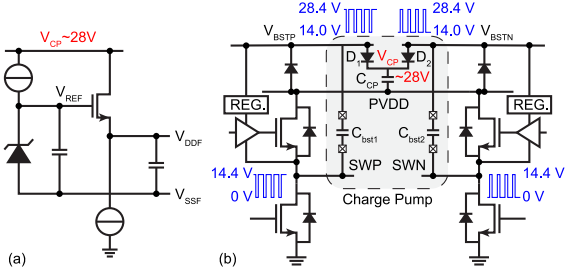 V_CP~28V
V_REF
V_DDF
V_SSF
(a)
28.4 V
14.0 V
28.4 V
14.0 V
V_BSTP
V_BSTN
D_1
V_CP
D_2
C_CP
~28V
REG.
PVDD
REG.
C_bst1
C_bst2
14.4 V
0 V
SWP
SWN
14.4 V
0 V
Charge Pump
(b)